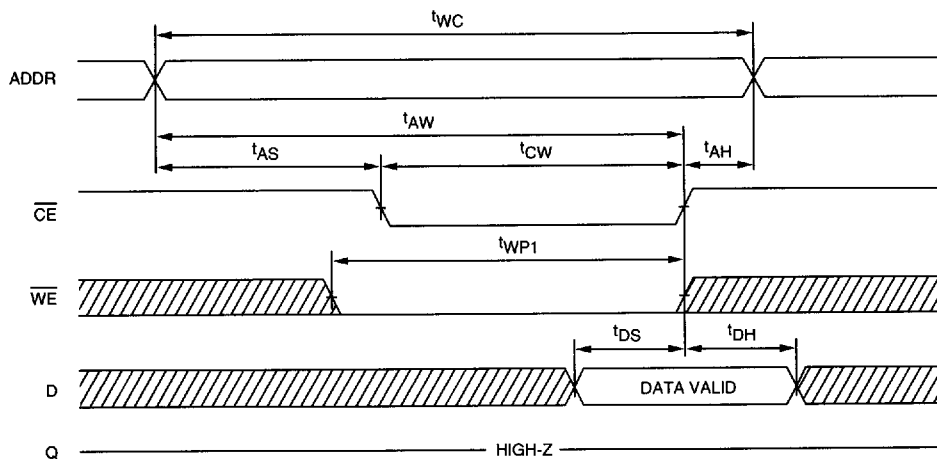 tWC
ADDR
tAW
tAS
tCW
tAH
CE
tWP1
WE
tDS
tDH
D
DATA VALID
Q
HIGH-Z